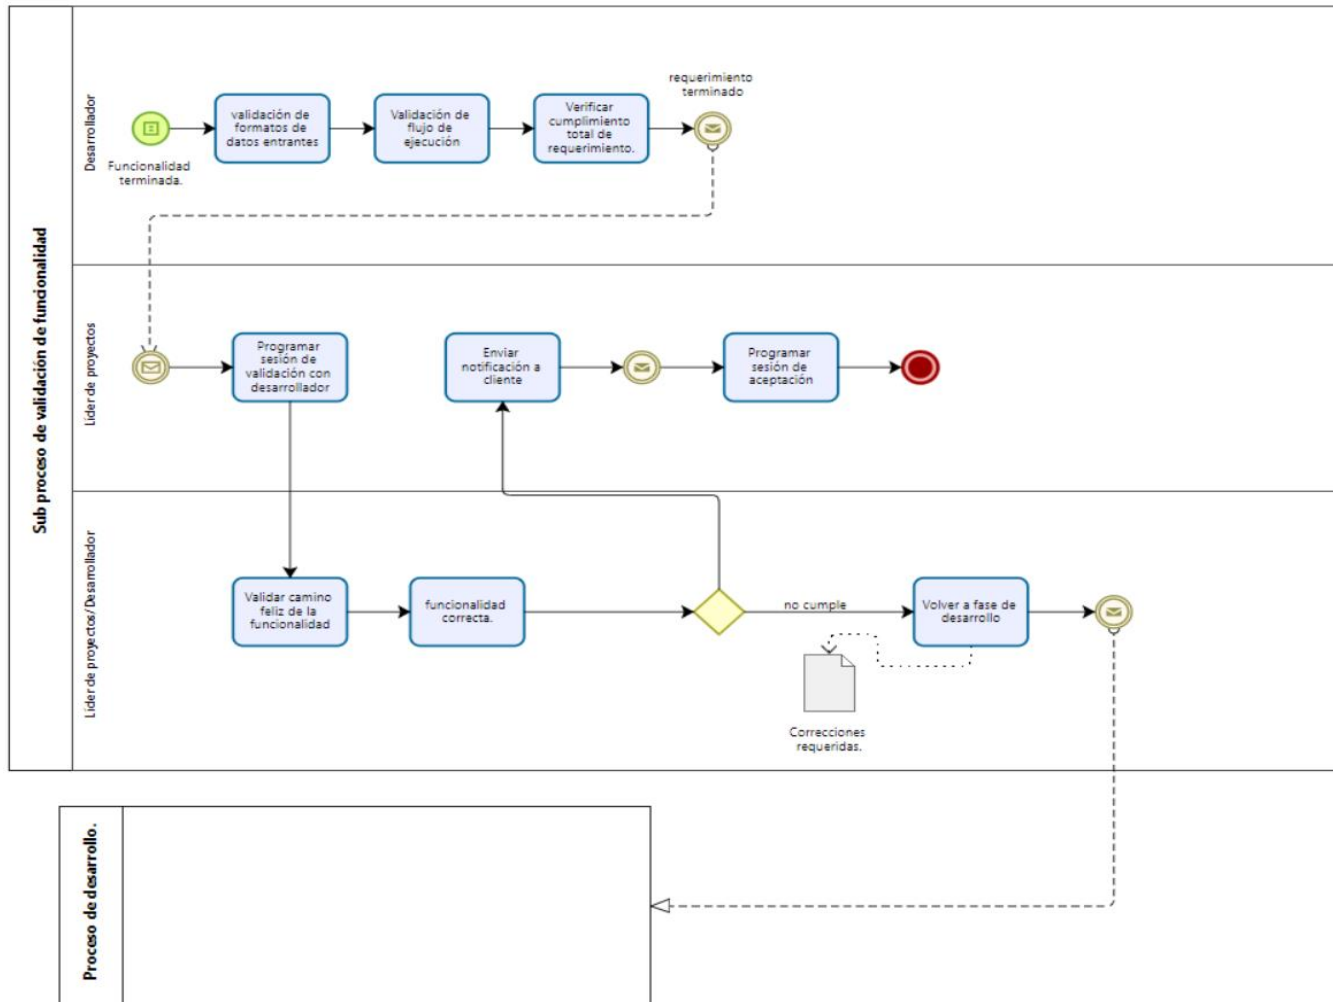 Sub proceso de validación de funcionalidad
Desarrollador
Funcionalidad
terminada.
validación de
formatos de
datos entrantes
Validación de
flujo de
ejecución
Verificar
cumplimiento
total de
requerimiento.
requerimiento
terminado
Lider de proyectos
Programar
sesión de
validación con
desarrollador
Enviar
notificación a
cliente
Programar
sesión de
aceptación
Lider de proyectos/Desarrollador
Validar camino
feliz de la
funcionalidad
funcionalidad
correcta.
no cumple
Volver a fase de
desarrollo
Correcciones
requeridas.
Proceso de desarrollo.